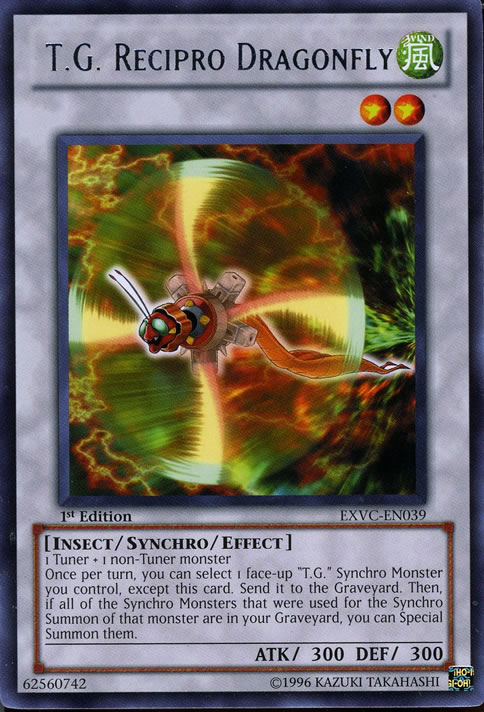 T.G. Recipro Dragonfly
WIND
風
1st Edition
EXVC-EN039
[Insect/Synchro/Effect]
1 Tuner + 1 non-Tuner monster
Once per turn, you can select 1 face-up "T.G." Synchro Monster
you control, except this card. Send it to the Graveyard. Then,
if all of the Synchro Monsters that were used for the Synchro
Summon of that monster are in your Graveyard, you can Special
Summon them.
ATK/ 300 DEF/ 300
62560742
©1996 KAZUKI TAKAHASHI